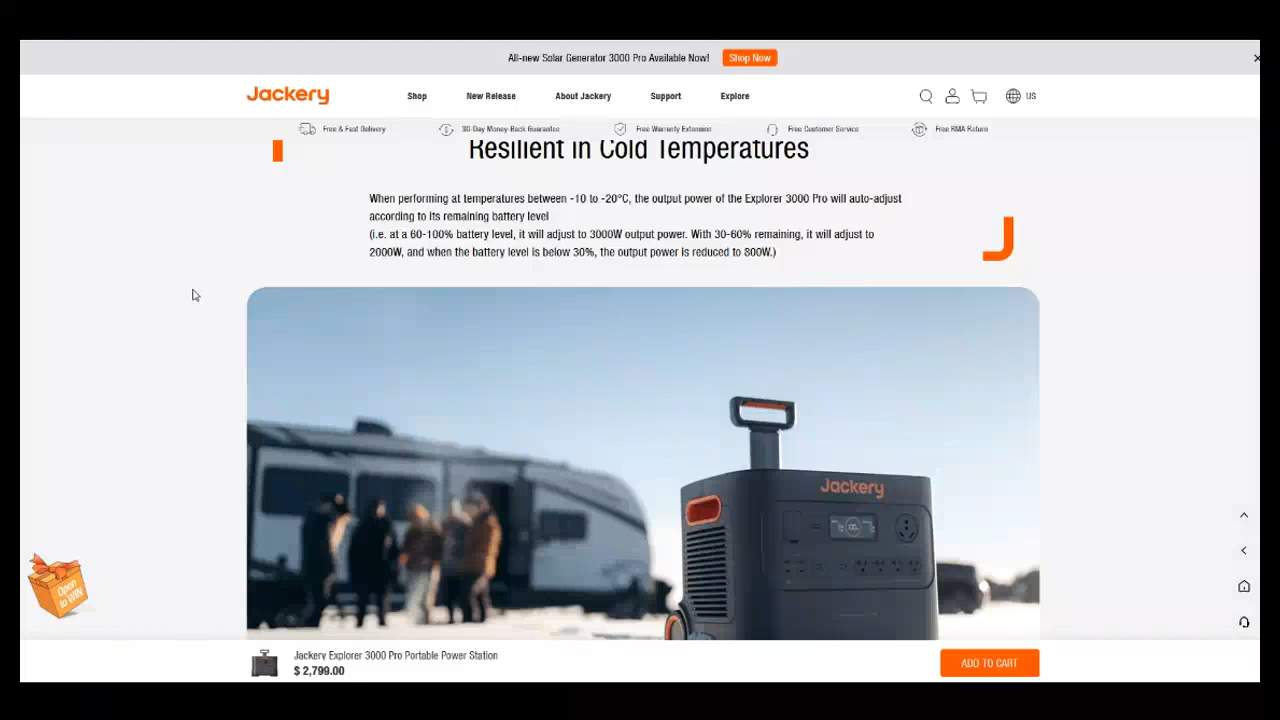 All-new Solar Generator 3000 Pro Available Now! Shop Now
Jackery Shop New Release About Jackery Support Explore US
Free & Fast Delivery 30-Day Money-Back Guarantee Free Warranty Extension Free Customer Service Free RMA Return
Resilient in Cold Temperatures
When performing at temperatures between -10 to -20°C, the output power of the Explorer 3000 Pro will auto-adjust
according to its remaining battery level
(i.e. at a 60-100% battery level, it will adjust to 3000W output power. With 30-60% remaining, it will adjust to
2000W, and when the battery level is below 30%, the output power is reduced to 800W.)
Jackery
Open
to WIN
Jackery Explorer 3000 Pro Portable Power Station
$ 2,799.00
ADD TO CART